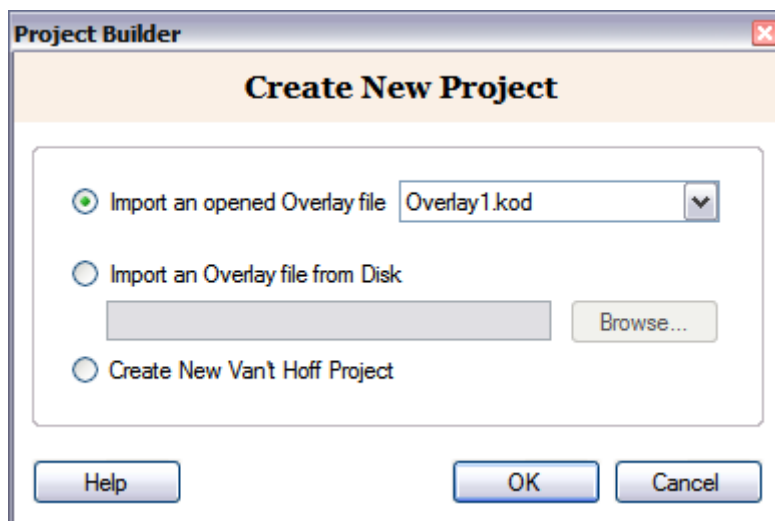 Project Builder
Create New Project
Import an opened Overlay file Overlay1.kod
Import an Overlay file from Disk
Browse...
Create New Van't Hoff Project
Help OK Cancel